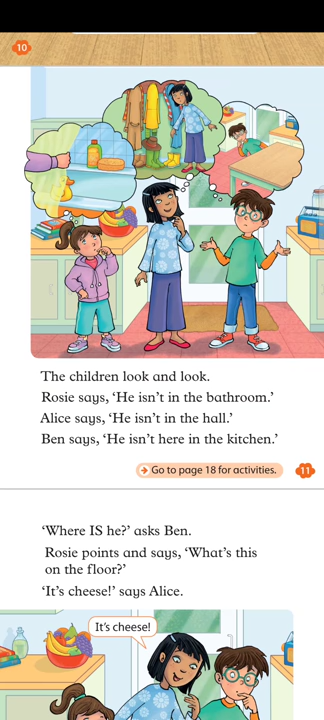 10
The children look and look.
Rosie says, ‘He isn’t in the bathroom.’
Alice says, ‘He isn’t in the hall.’
Ben says, ‘He isn’t here in the kitchen.’
Go to page 18 for activities.
11
‘Where IS he?’ asks Ben.
Rosie points and says, ‘What’s this
on the floor?’
‘It’s cheese!’ says Alice.
It’s cheese!